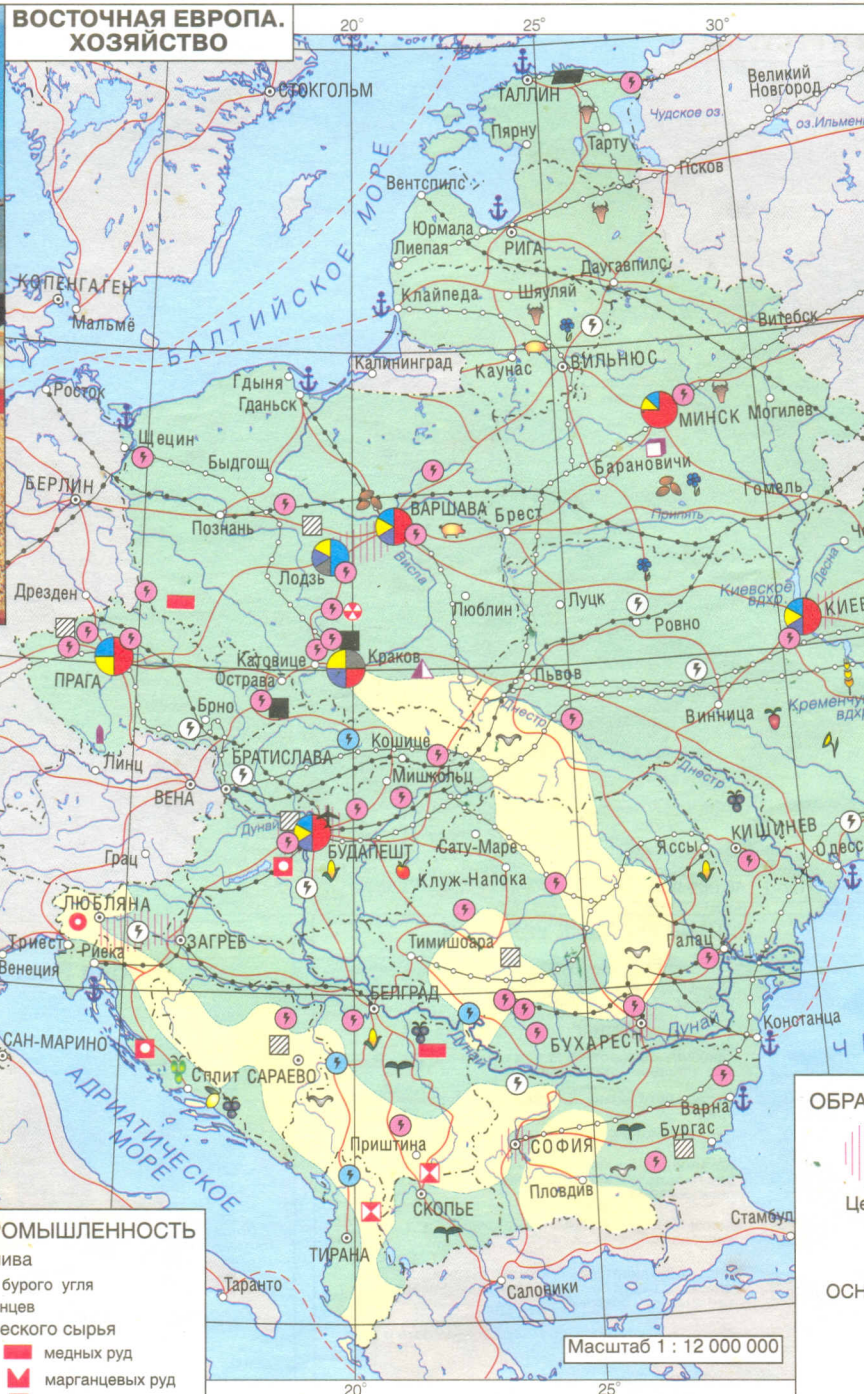 ВОСТОЧНАЯ ЕВРОПА.
ХОЗЯЙСТВО
20°
25°
30°
СТОКГОЛЬМ
ТАЛЛИН
Великий
Новгород
Чудское оз.
оз.Ильмень
Пярну
Тарту
Псков
Вентспилс
Юрмала
РИГА
Лиепая
Даугавпилс
КОПЕНГАГЕН
Мальмё
БАЛТИЙСКОЕ МОРЕ
Клайпеда
Шяуляй
Витебск
Калининград
Каунас
ВИЛЬНЮС
Росток
Гдыня
Гданьск
МИНСК
Могилев
Щецин
Быдгощ
Барановичи
Гомель
БЕРЛИН
Познань
ВАРШАВА
Брест
Припять
Лодзь
Висла
Десна
Дрезден
Люблин
Луцк
Киевское
вдхр.
КИЕВ
Ровно
ПРАГА
Катовице
Краков
Острава
Львов
Брно
Днестр
Винница
Кременчу
вдхр
Линц
БРАТИСЛАВА
Кошице
Мишкольц
ВЕНА
Днестр
Дунай
Грац
БУДАПЕШТ
Сату-Маре
Яссы
КИШИНЕВ
Одесс
Клуж-Напока
ЛЮБЛЯНА
ЗАГРЕБ
Триест
Риека
Венеция
Тимишоара
Галац
БЕЛГРАД
САН-МАРИНО
БУХАРЕСТ
Дунай
Констанца
Дунай
Сплит
САРАЕВО
АДРИАТИЧЕСКОЕ
МОРЕ
Варна
Бургас
Приштина
СОФИЯ
Пловдив
СКОПЬЕ
Стамбул
ТИРАНА
Таранто
Салоники
ОБРА
Це
ОСН
РОМЫШЛЕННОСТЬ
ива
бурого угля
нцев
еского сырья
медных руд
марганцевых руд
Масштаб 1 : 12 000 000
20°
25°